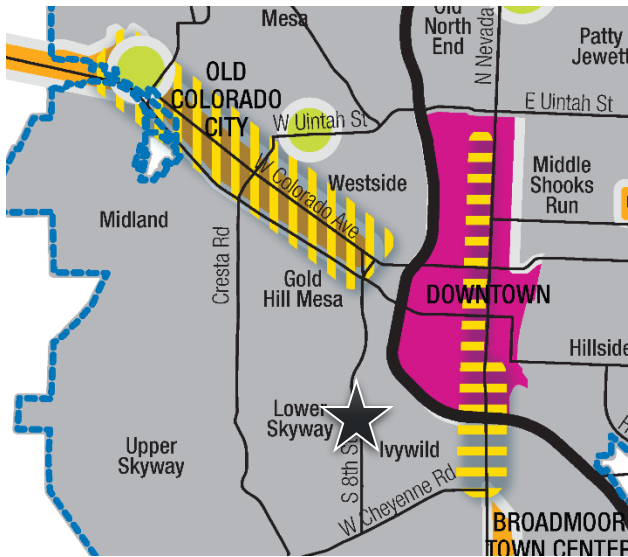 Mesa
Old
North
End
N Nevada
Patty
Jewett
OLD
COLORADO
CITY
W Uintah St
E Uintah St
Westside
Middle
Shooks
Run
Midland
W Colorado Ave
Cresta Rd
Gold
Hill Mesa
DOWNTOWN
Hillside
Lower
Skyway
Upper
Skyway
S 8th St
Ivywild
W Cheyenne Rd
BROADMOOR
TOWN CENTER